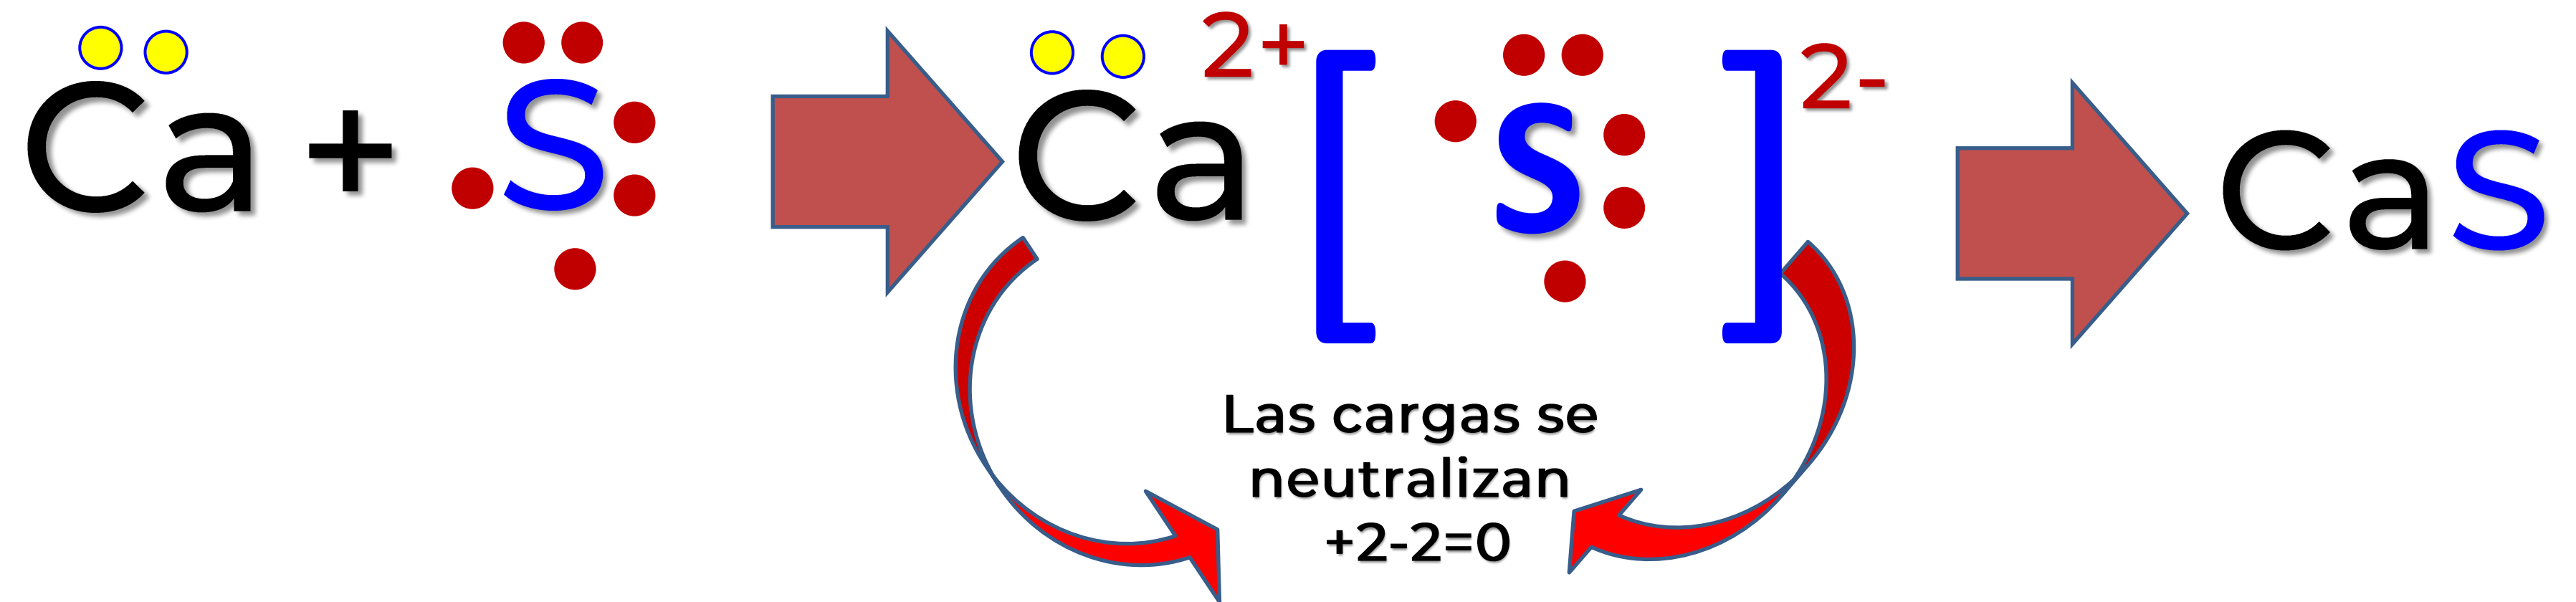 Ca + S Ca 2+ [ S ] 2- CaS
Las cargas se
neutralizan
+2-2=0